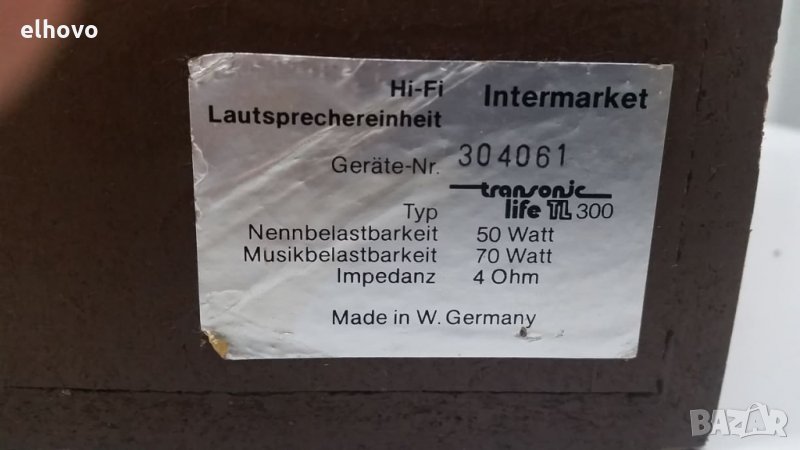 elhovo
Hi-Fi Intermarket
Lautsprechereinheit
Geräte-Nr. 304061
transonic
Typ life TL 300
Nennbelastbarkeit 50 Watt
Musikbelastbarkeit 70 Watt
Impedanz 4 Ohm
Made in W. Germany
BAZAR